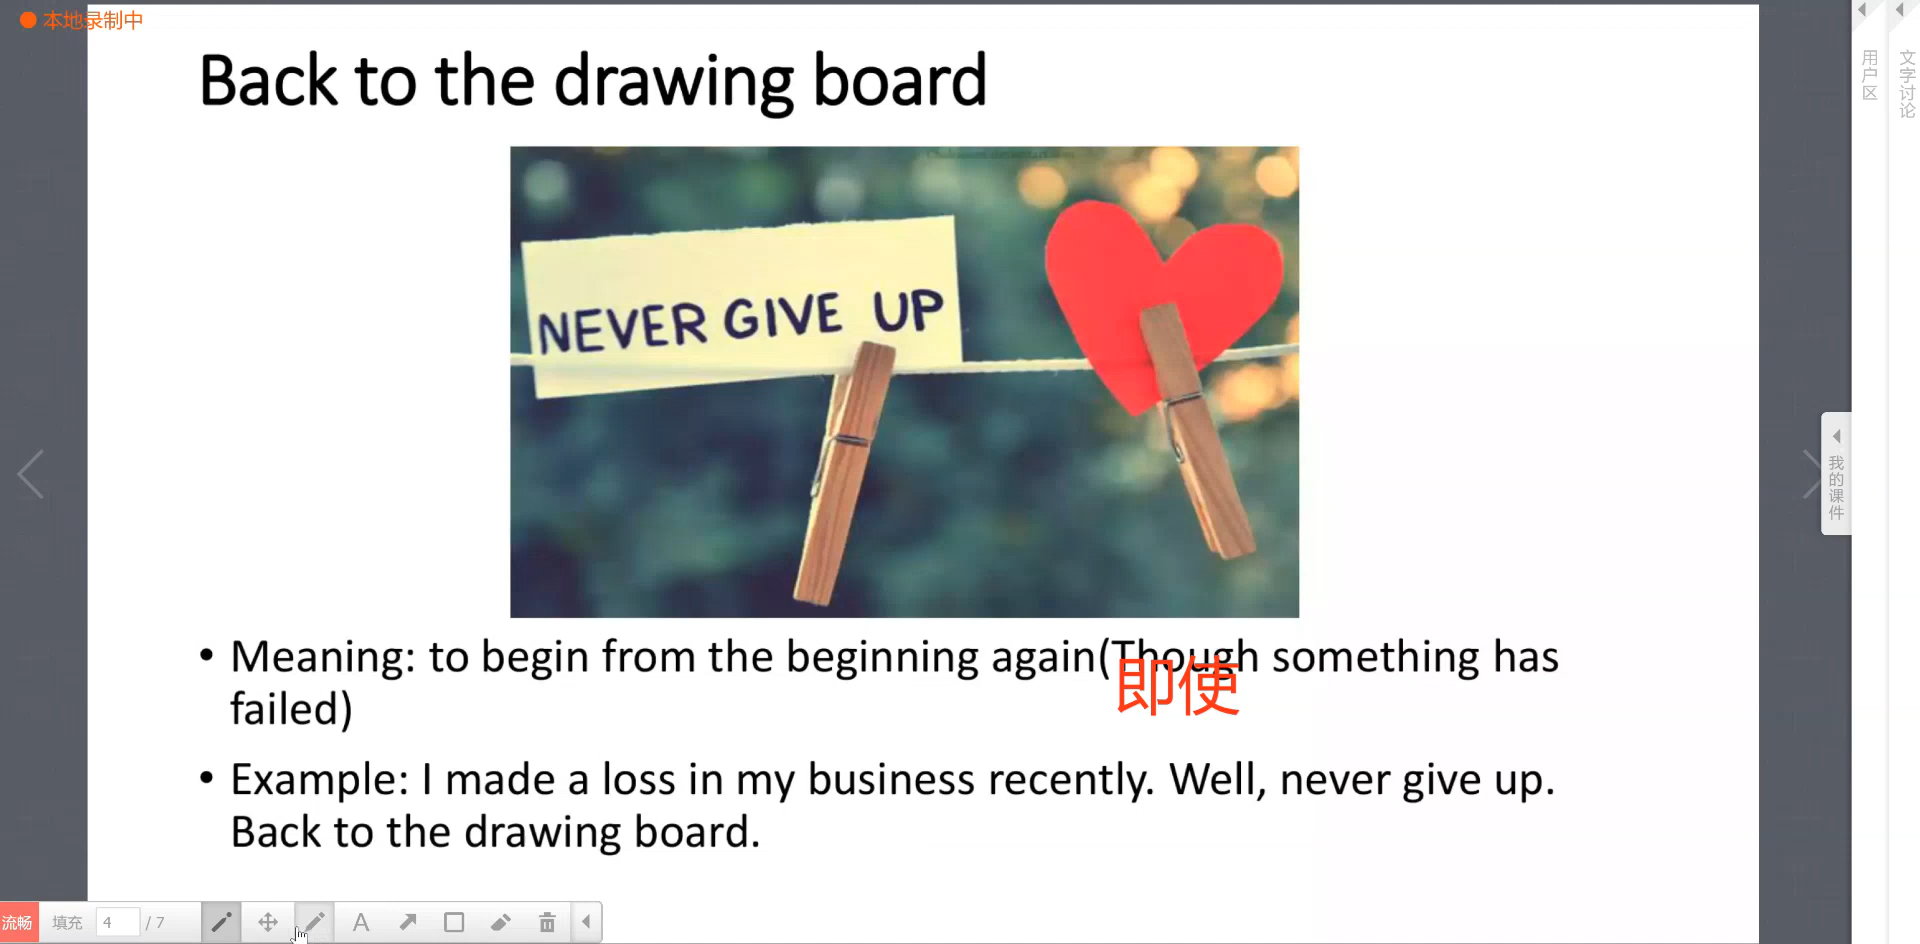 本地录制中
Back to the drawing board
NEVER GIVE UP
• Meaning: to begin from the beginning again(Though something has
failed)
即使
• Example: I made a loss in my business recently. Well, never give up.
Back to the drawing board.
用户区
文字讨论
我的课件
流畅 填充 4 / 7
A